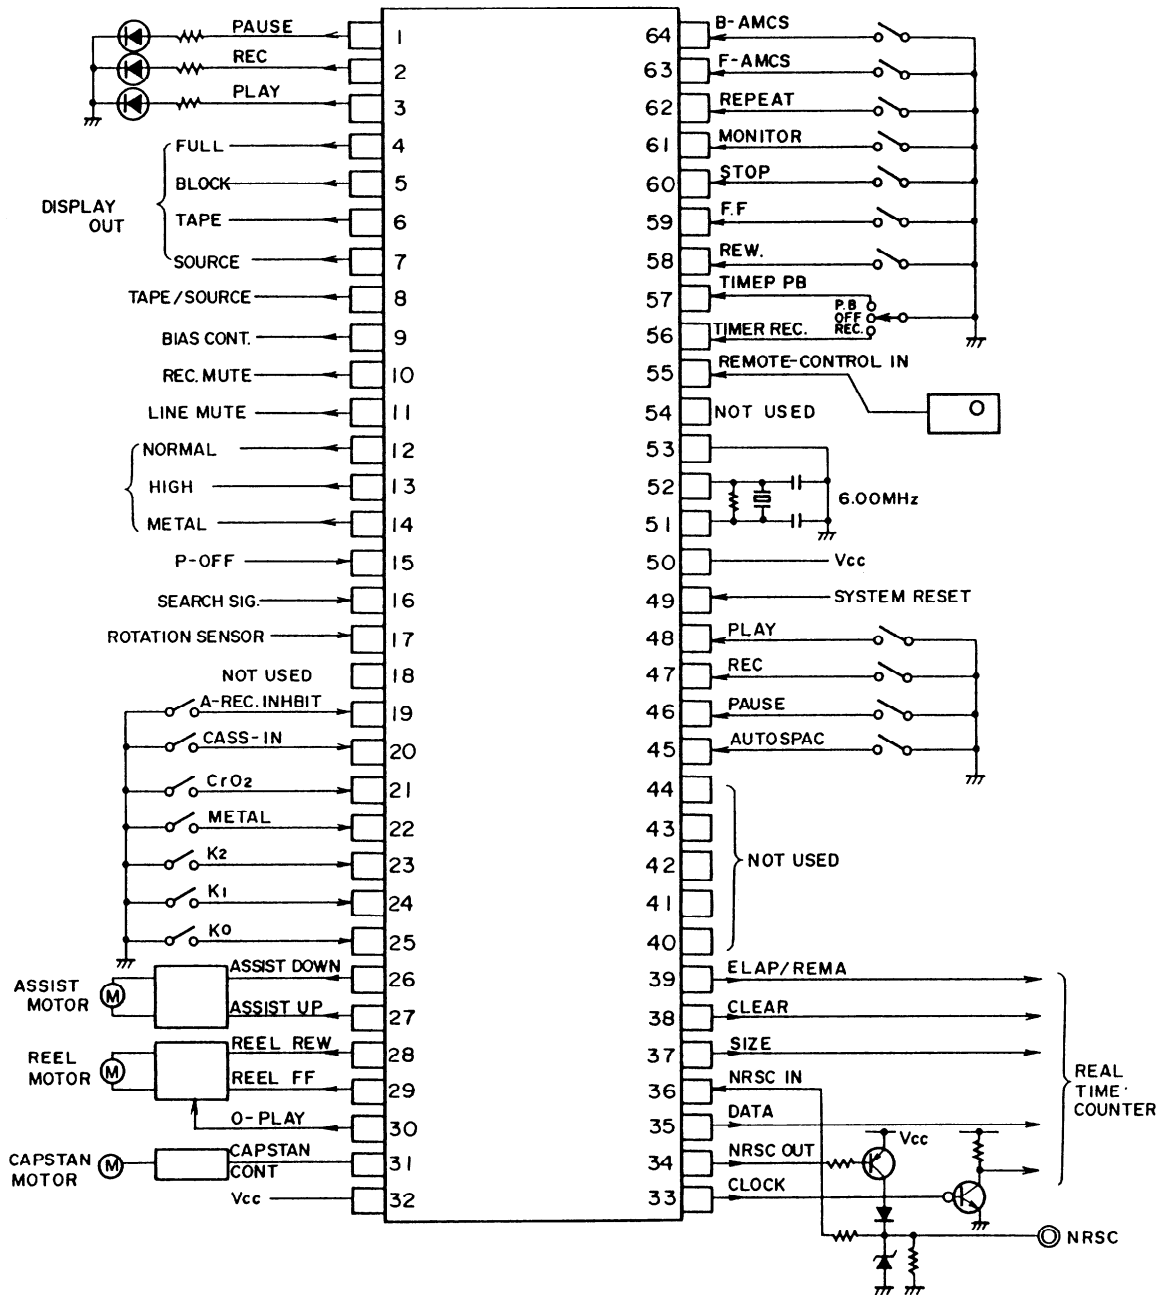 PAUSE 1
REC 2
PLAY 3
FULL 4
BLOCK 5
DISPLAY
OUT
TAPE 6
SOURCE 7
TAPE/SOURCE 8
BIAS CONT. 9
REC. MUTE 10
LINE MUTE 11
NORMAL 12
HIGH 13
METAL 14
P-OFF 15
SEARCH SIG. 16
ROTATION SENSOR 17
NOT USED 18
A-REC. INHBIT 19
CASS-IN 20
CrO2 21
METAL 22
K2 23
K1 24
K0 25
ASSIST
MOTOR
M
ASSIST DOWN 26
ASSIST UP 27
REEL
MOTOR
M
REEL REW 28
REEL FF 29
O-PLAY 30
CAPSTAN
MOTOR
M
CAPSTAN
CONT
31
Vcc 32
64 B-AMCS
63 F-AMCS
62 REPEAT
61 MONITOR
60 STOP
59 F.F
58 REW.
57 TIMEP PB
P.B
OFF
REC.
56 TIMER REC.
55 REMOTE-CONTROL IN
54 NOT USED
53
52
6.00MHz
51
50 Vcc
49 SYSTEM RESET
48 PLAY
47 REC
46 PAUSE
45 AUTOSPAC
44
43
42 NOT USED
41
40
39 ELAP/REMA
38 CLEAR
37 SIZE
36 NRSC IN
REAL
TIME
COUNTER
35 DATA
Vcc
34 NRSC OUT
33 CLOCK
NRSC